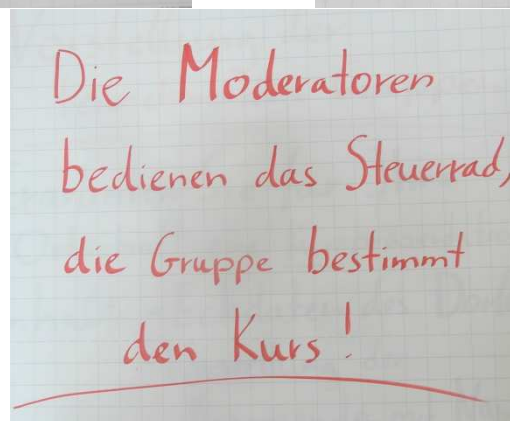 Die Moderatoren
bedienen das Steuerrad,
die Gruppe bestimmt
den Kurs!